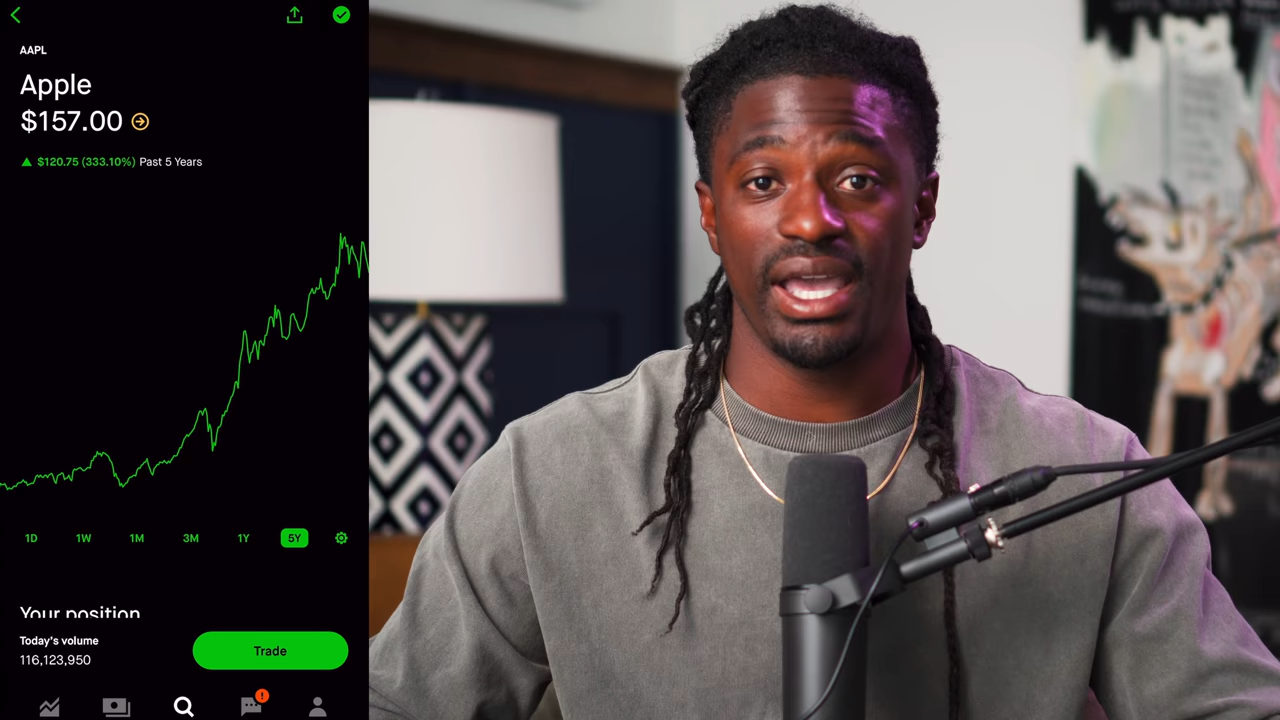 AAPL
Apple
$157.00
$120.75 (333.10%) Past 5 Years
1D 1W 1M 3M 1Y 5Y
Your position
Today's volume
116,123,950
Trade
!